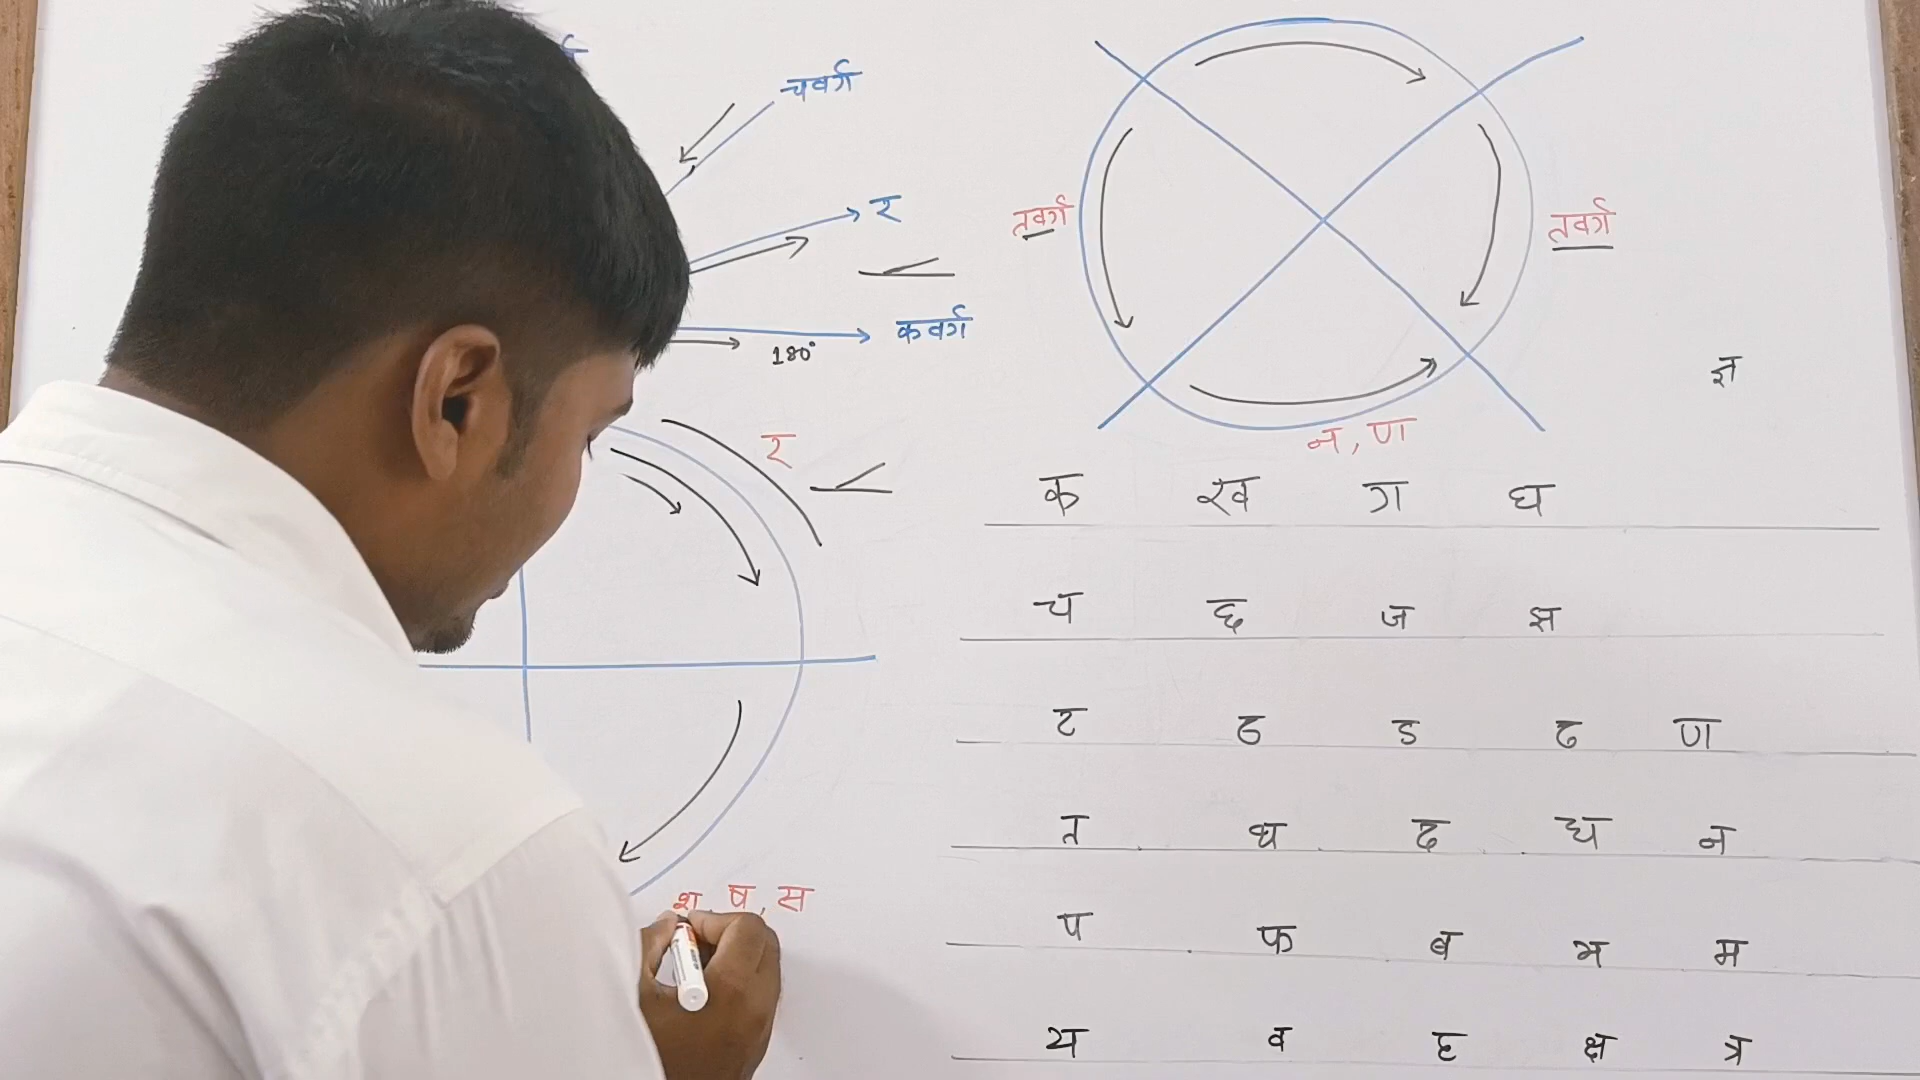 चवर्ग
र
कवर्ग
180°
र
श, ष, स
तवर्ग
तवर्ग
न, ण
ज्ञ
क ख ग घ
च छ ज झ
ट ठ ड ढ ण
त थ द ध न
प फ ब भ म
य व ह क्ष त्र